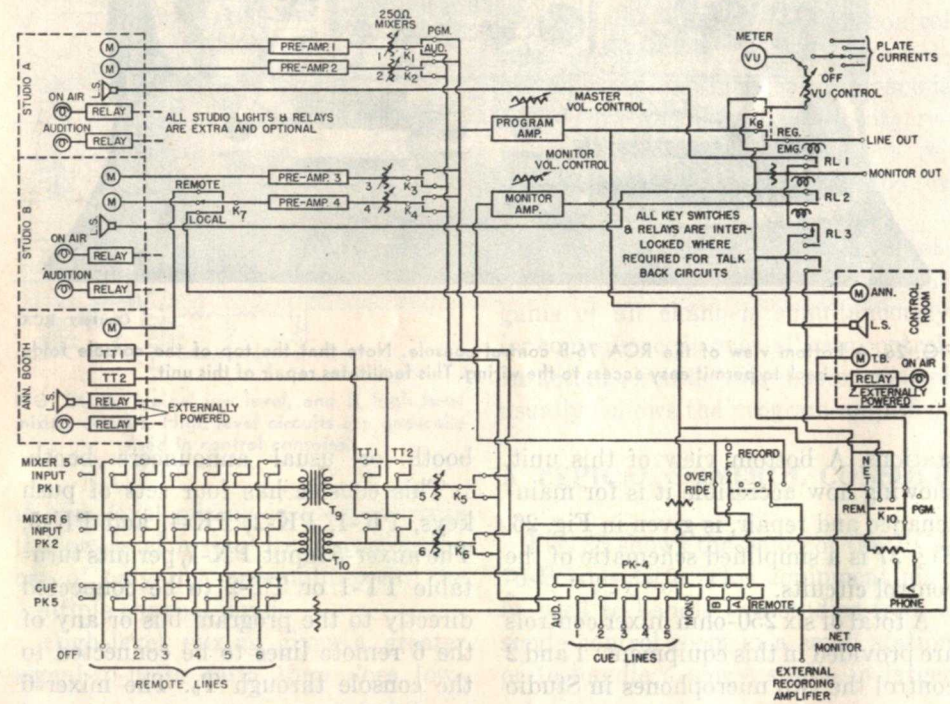 250Ω
MIXERS
PGM.
AUD.
METER
VU
PLATE
CURRENTS
OFF
VU CONTROL
STUDIO A
M
M
L.S.
ON AIR
RELAY
AUDITION
RELAY
PRE-AMP. 1
PRE-AMP. 2
1 K1
2 K2
ALL STUDIO LIGHTS & RELAYS
ARE EXTRA AND OPTIONAL
MASTER
VOL. CONTROL
PROGRAM
AMP.
MONITOR
VOL. CONTROL
MONITOR
AMP.
K8
REG.
EMG.
LINE OUT
RL 1
MONITOR OUT
RL 2
RL 3
STUDIO B
M
M
L.S.
ON AIR
RELAY
AUDITION
RELAY
REMOTE
LOCAL
K7
PRE-AMP. 3
PRE-AMP. 4
3 K3
4 K4
ALL KEY SWITCHES
& RELAYS ARE INTER-
LOCKED WHERE
REQUIRED FOR TALK
BACK CIRCUITS
CONTROL
ROOM
M ANN.
L.S.
M T.B.
ON AIR
RELAY
EXTERNALLY
POWERED
ANN. BOOTH
M
TT1
TT2
L.S.
RELAY
RELAY
EXTERNALLY
POWERED
MIXER 5
INPUT
PK 1
MIXER 6
INPUT
PK 2
CUE
PK 5
T9
T10
TT1 TT2
5 K5
6 K6
OFF 1 2 3 4 5 6
REMOTE LINES
OVER
RIDE
OFF
RECORD
NET
REM.
K10
PGM.
PHONE
PK-4
AUD.
1 2 3 4 5 6
CUE LINES
MON.
B
A
REMOTE
NET
MONITOR
EXTERNAL
RECORDING
AMPLIFIER